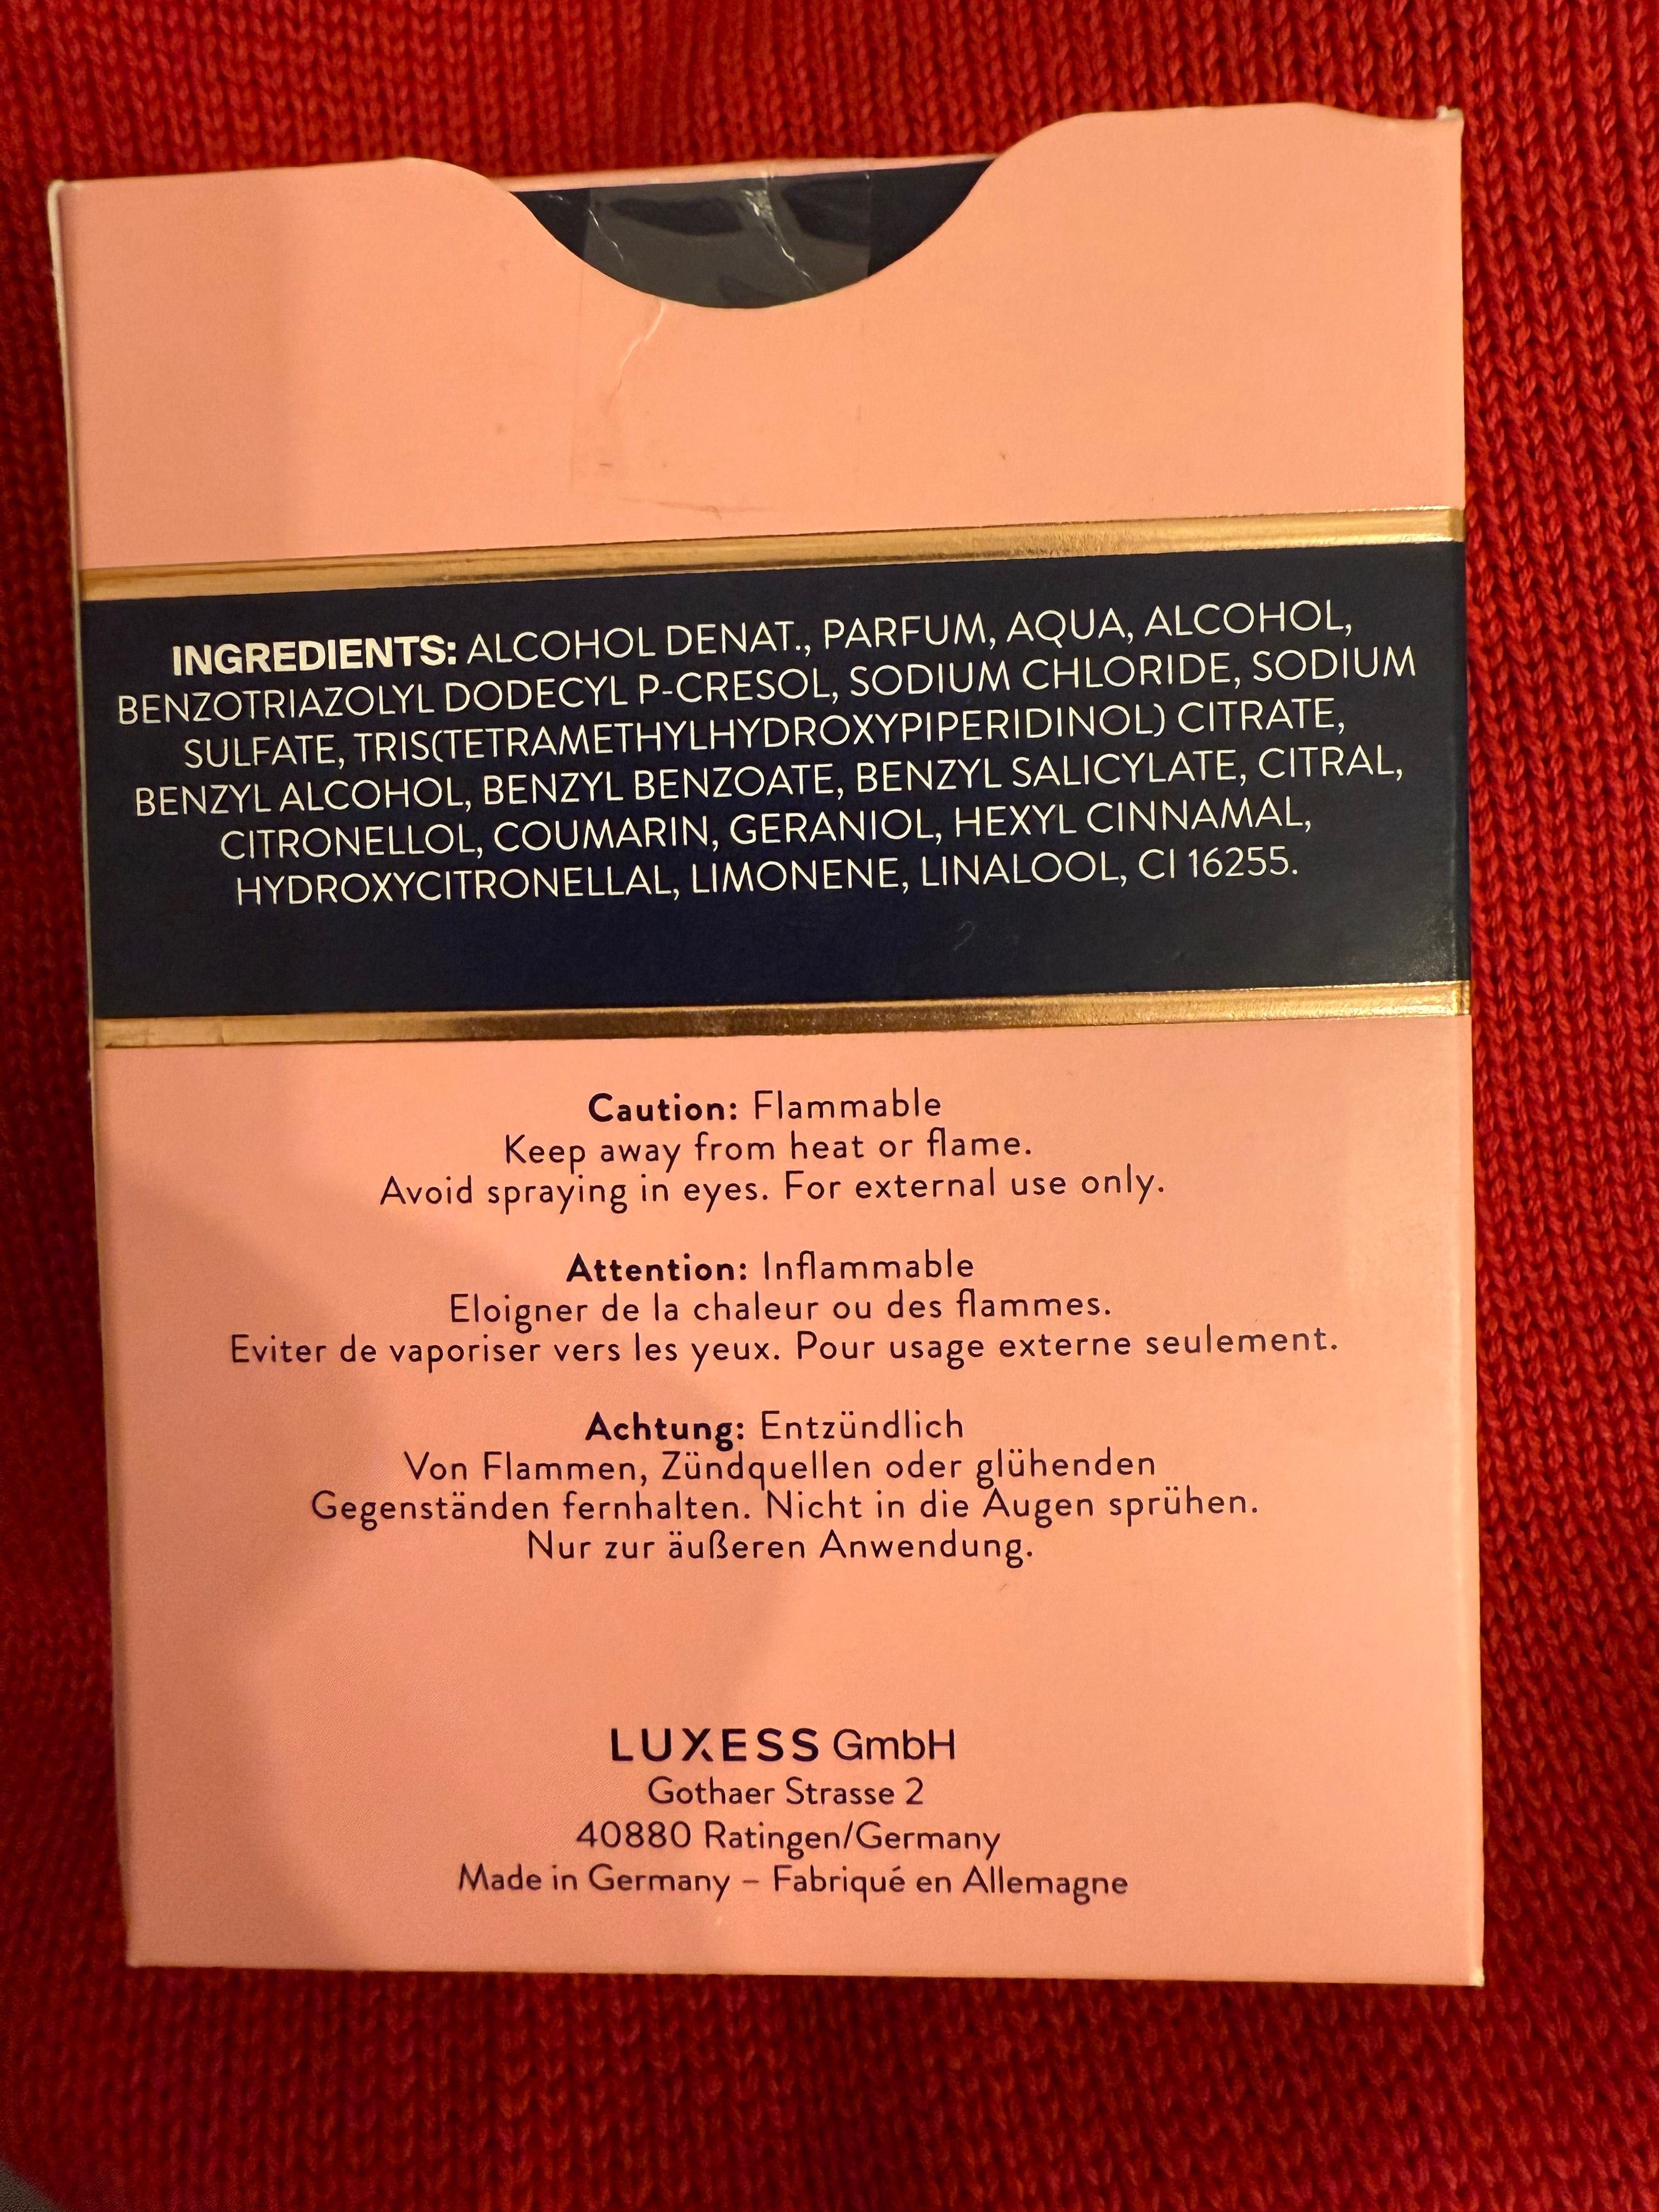 INGREDIENTS: ALCOHOL DENAT., PARFUM, AQUA, ALCOHOL,
BENZOTRIAZOLYL DODECYL P-CRESOL, SODIUM CHLORIDE, SODIUM
SULFATE, TRIS(TETRAMETHYLHYDROXYPIPERIDINOL) CITRATE,
BENZYL ALCOHOL, BENZYL BENZOATE, BENZYL SALICYLATE, CITRAL,
CITRONELLOL, COUMARIN, GERANIOL, HEXYL CINNAMAL,
HYDROXYCITRONELLAL, LIMONENE, LINALOOL, CI 16255.
Caution: Flammable
Keep away from heat or flame.
Avoid spraying in eyes. For external use only.
Attention: Inflammable
Eloigner de la chaleur ou des flammes.
Eviter de vaporiser vers les yeux. Pour usage externe seulement.
Achtung: Entzündlich
Von Flammen, Zündquellen oder glühenden
Gegenständen fernhalten. Nicht in die Augen sprühen.
Nur zur äußeren Anwendung.
LUXESS GmbH
Gothaer Strasse 2
40880 Ratingen/Germany
Made in Germany – Fabriqué en Allemagne